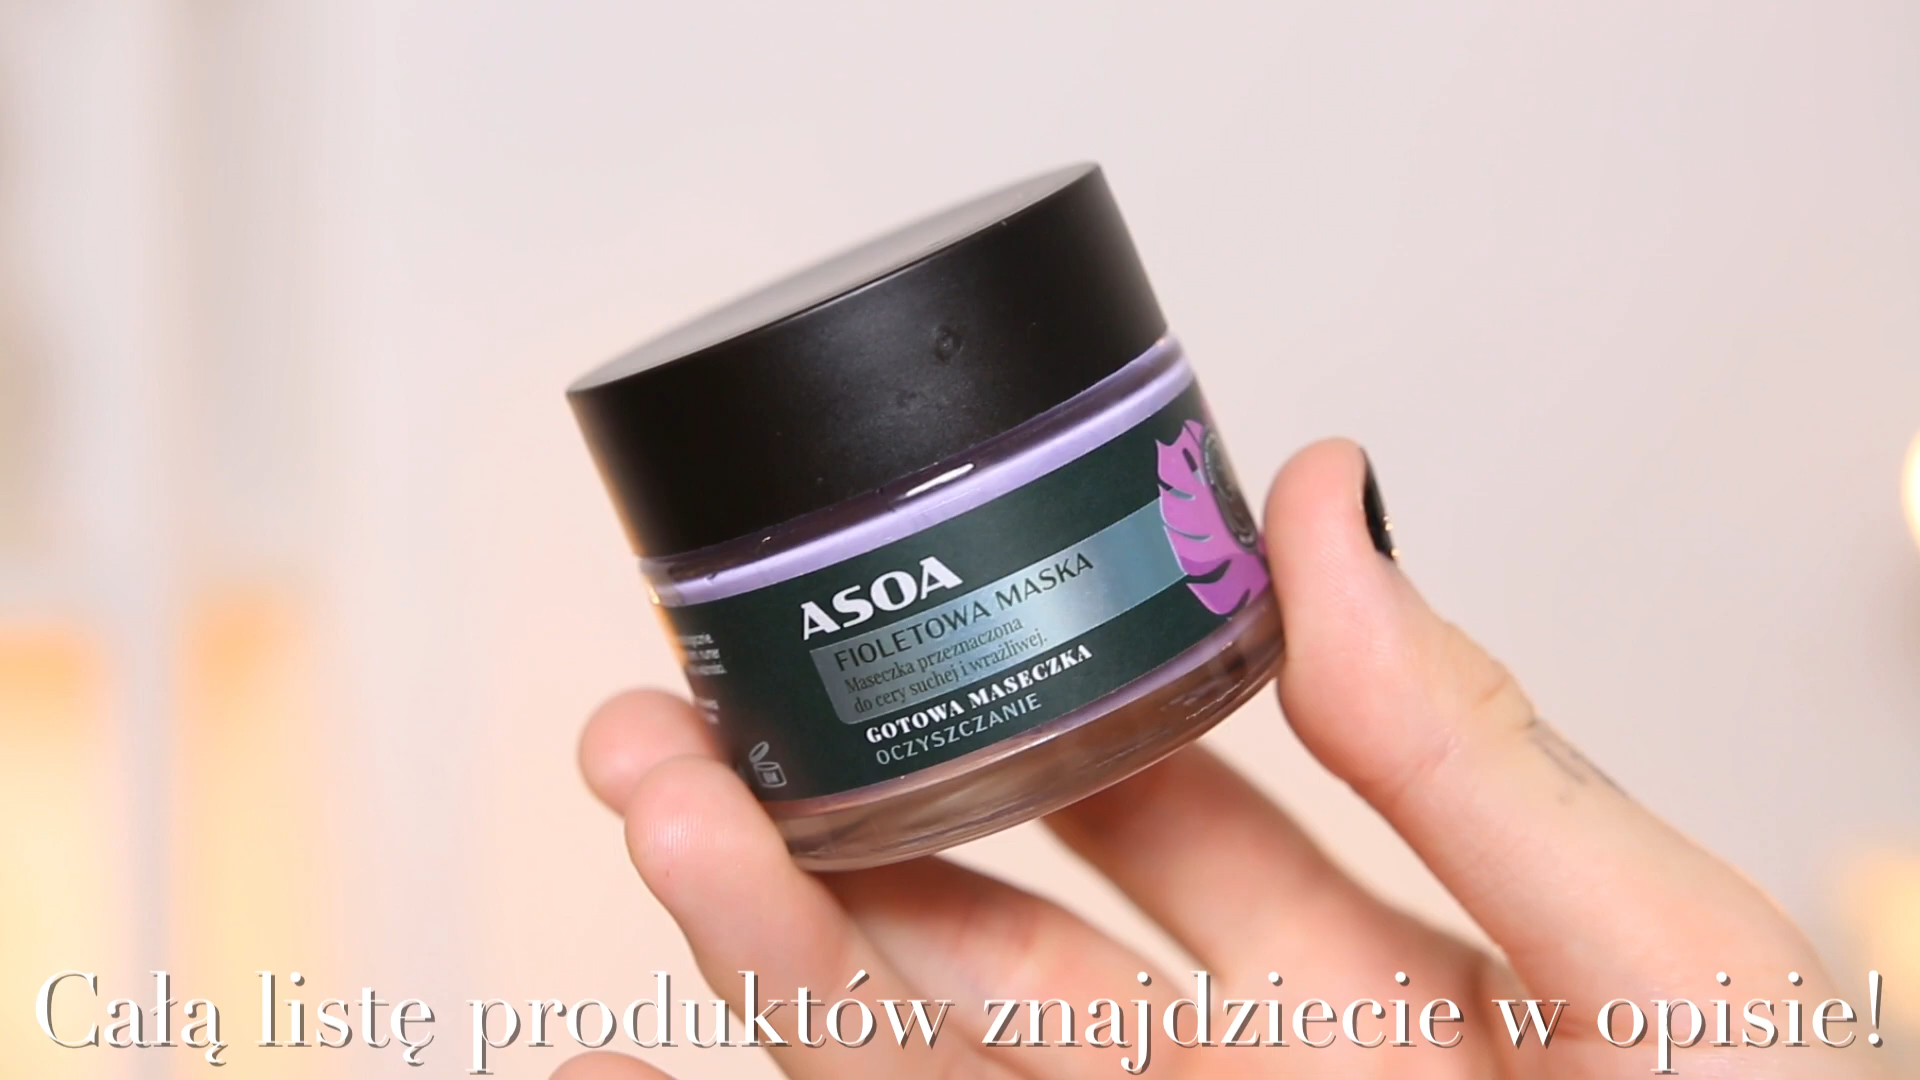 ASOA
FIOLETOWA MASKA
Maseczka przeznaczona
do cery suchej i wrażliwej.
GOTOWA MASECZKA
OCZYSZCZANIE
Całą listę produktów znajdziecie w opisie!